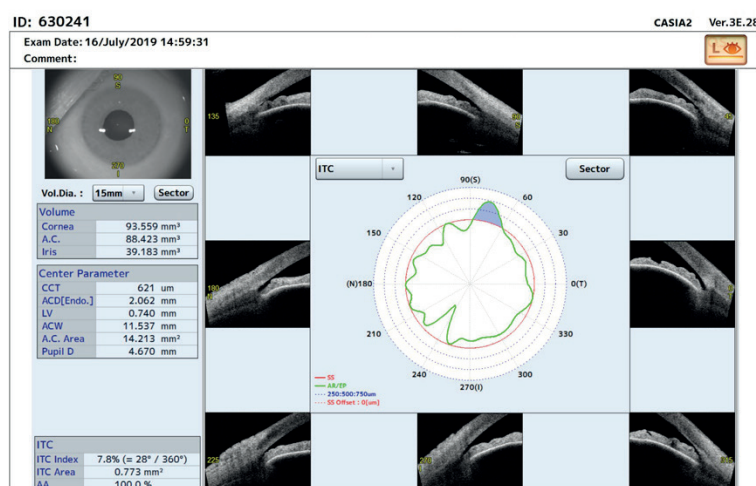 ID: 630241
CASIA2 Ver.3E.28
Exam Date: 16/July/2019 14:59:31
Comment:
L
90
S
180
N
0
T
270
I
Vol.Dia. : 15mm Sector
Volume
Cornea 93.559 mm³
A.C. 88.423 mm³
Iris 39.183 mm³
Center Parameter
CCT 621 um
ACD[Endo.] 2.062 mm
LV 0.740 mm
ACW 11.537 mm
A.C. Area 14.213 mm²
Pupil D 4.670 mm
ITC
ITC Index 7.8% (= 28° / 360°)
ITC Area 0.773 mm²
AA 100.0 %
135
180
225
270
ITC Sector
90(S)
120 60
150 30
(N)180 0(T)
210 330
240 300
270(I)
SS
AR/EP
250:500:750um
SS Offset : 0[um]